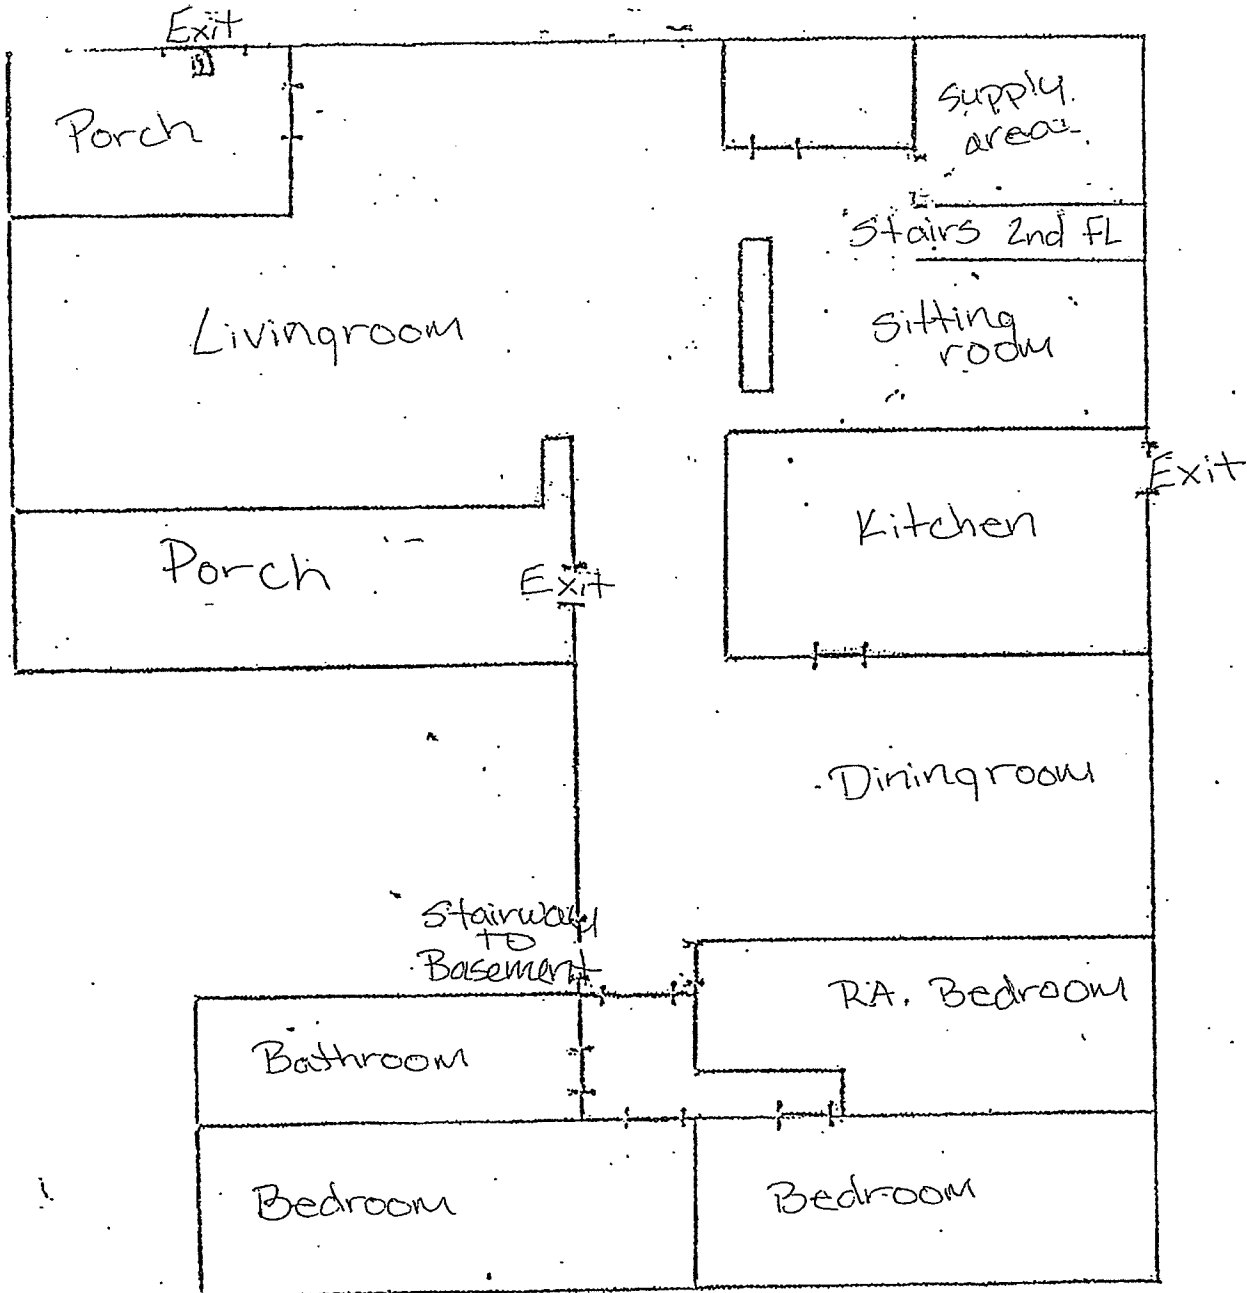 Exit
Porch
supply
area
Stairs 2nd FL
Livingroom
Sitting
room
Exit
Kitchen
Porch
Exit
Diningroom
Stairway
TO
Basement
R.A. Bedroom
Bathroom
Bedroom
Bedroom